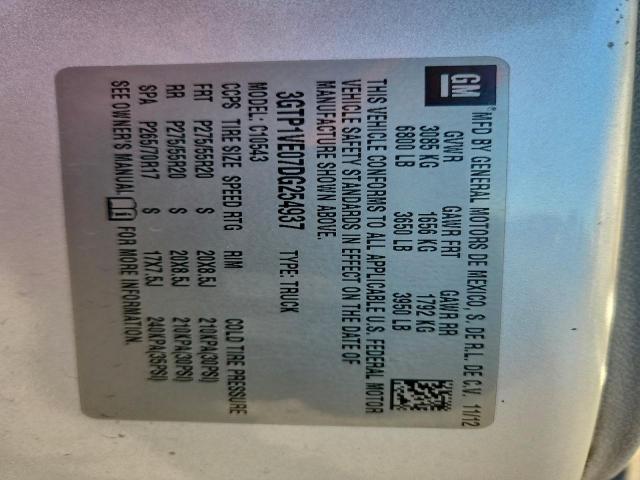 GM
® MFD BY GENERAL MOTORS DE MEXICO, S. DE R.L. DE C.V. 11/12
GVWR GAWR FRT GAWR RR
3085 KG 1656 KG 1792 KG
6800 LB 3650 LB 3950 LB
THIS VEHICLE CONFORMS TO ALL APPLICABLE U.S. FEDERAL MOTOR
VEHICLE SAFETY STANDARDS IN EFFECT ON THE DATE OF
MANUFACTURE SHOWN ABOVE.
3GTP1VE07DG254937 TYPE: TRUCK
MODEL: C10543
CCPS TIRE SIZE SPEED RTG RIM COLD TIRE PRESSURE
FRT P275/55R20 S 20X8.5J 210KPA(30PSI)
RR P275/55R20 S 20X8.5J 210KPA(30PSI)
SPA P265/70R17 S 17X7.5J 240KPA(35PSI)
SEE OWNER'S MANUAL FOR MORE INFORMATION.